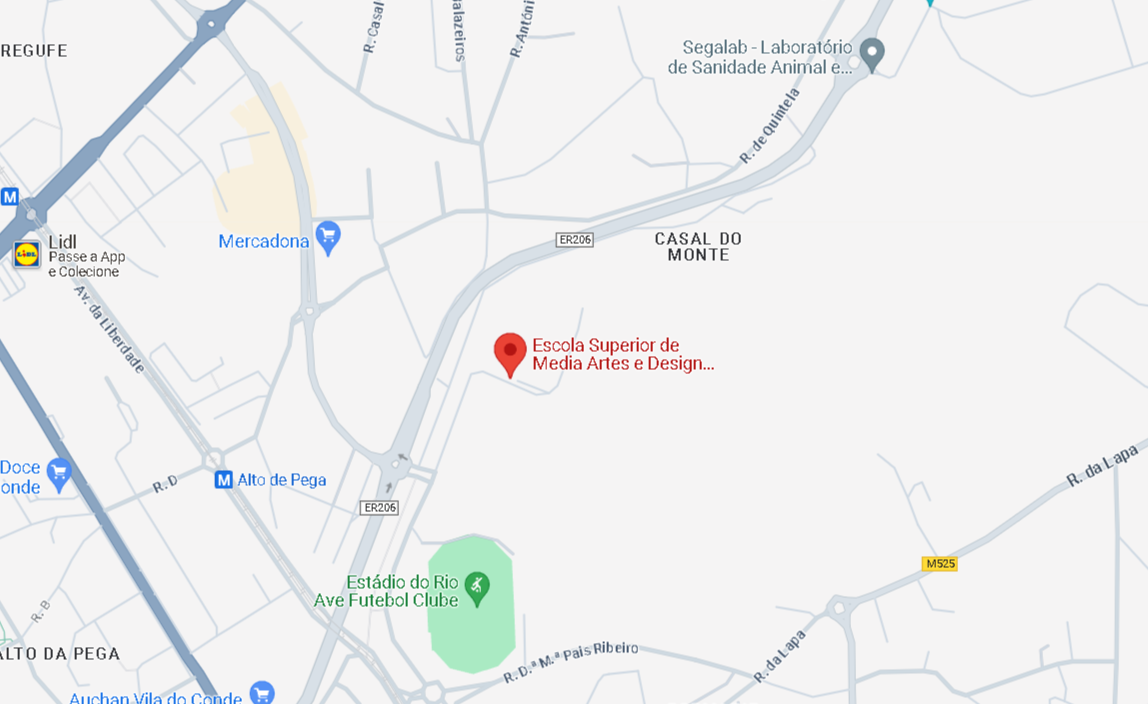 REGUFE
R. Casal
alazeiros
R. Antóni
Segalab - Laboratório
de Sanidade Animal e...
R. de Quintela
M
Lidl
Passe a App
e Colecione
LIDL
Mercadona
ER206
CASAL DO
MONTE
Av. da Liberdade
Escola Superior de
Media Artes e Design...
Doce
onde
R. D
M
Alto de Pega
ER206
R. da Lapa
M525
Estádio do Rio
Ave Futebol Clube
R. B
ALTO DA PEGA
R. D.ª M.ª Pais Ribeiro
R. da Lapa
Auchan Vila do Conde